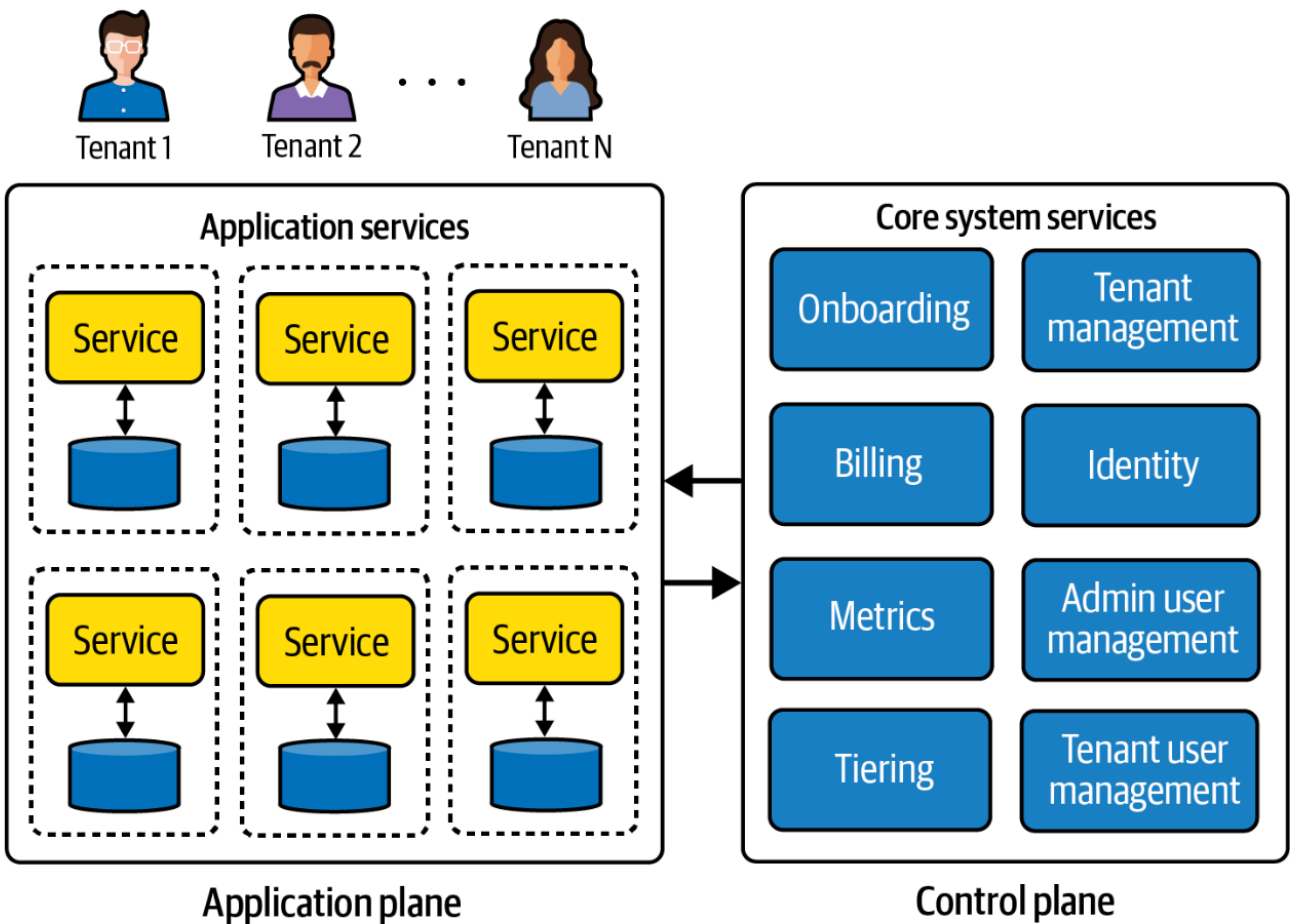 Tenant 1
Tenant 2
. . .
Tenant N
Application services
Service
Service
Service
Service
Service
Service
Application plane
Core system services
Onboarding
Tenant
management
Billing
Identity
Metrics
Admin user
management
Tiering
Tenant user
management
Control plane